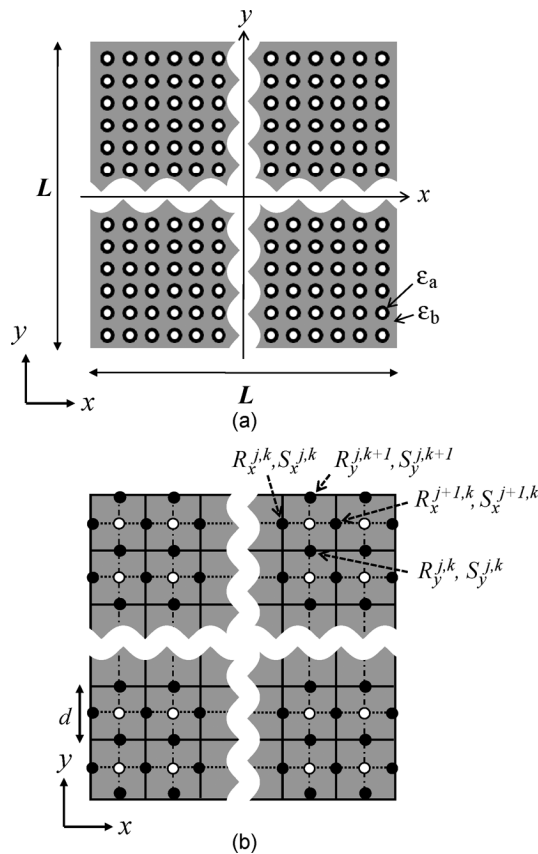 y
L
x
εa
εb
y
x
L
(a)
R_x^{j,k}, S_x^{j,k} R_y^{j,k+1}, S_y^{j,k+1}
R_x^{j+1,k}, S_x^{j+1,k}
R_y^{j,k}, S_y^{j,k}
d
y
x
(b)